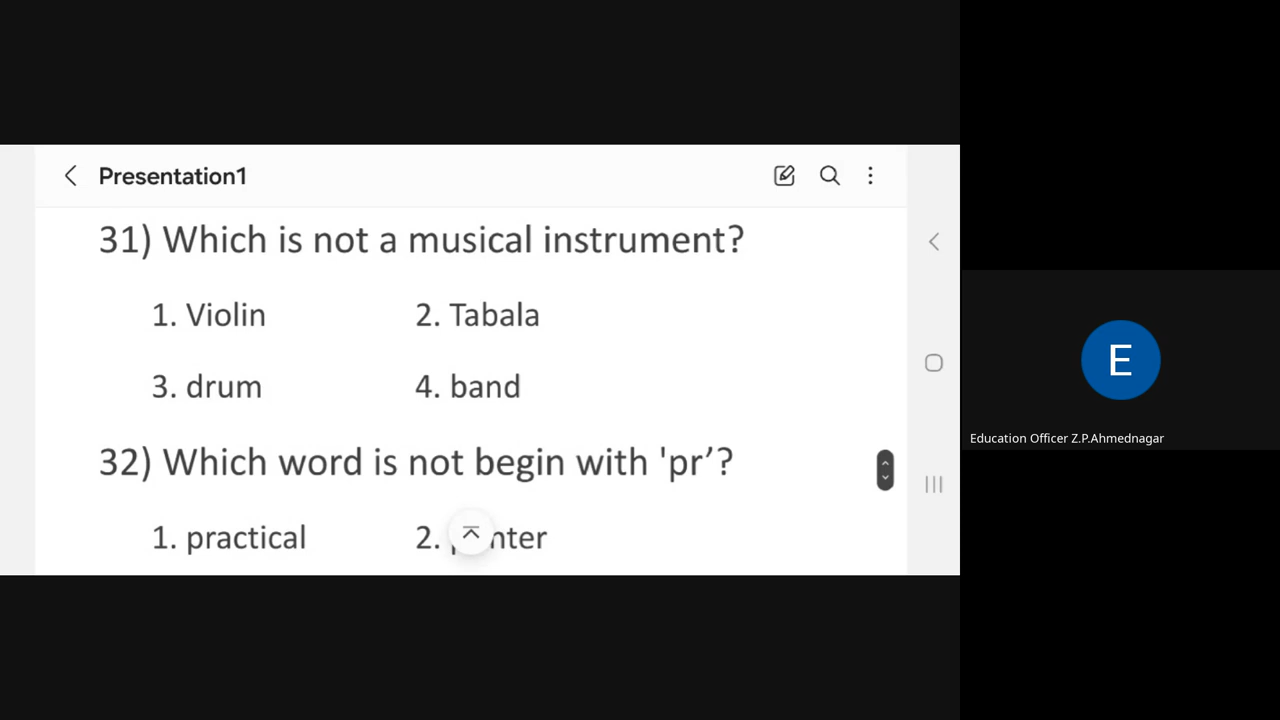 Presentation1
31) Which is not a musical instrument?
1. Violin 2. Tabala
3. drum 4. band
32) Which word is not begin with 'pr’?
1. practical 2.
E
Education Officer Z.P.Ahmednagar